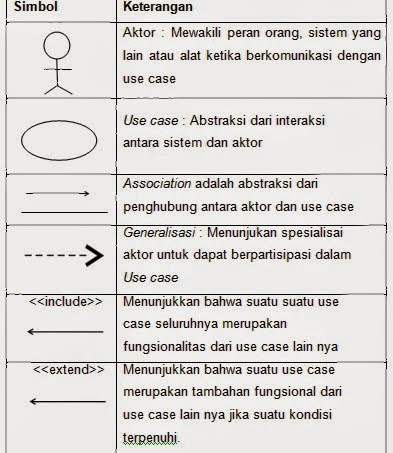 Simbol Keterangan
Aktor : Mewakili peran orang, sistem yang
lain atau alat ketika berkomunikasi dengan
use case
Use case : Abstraksi dari interaksi
antara sistem dan aktor
Association adalah abstraksi dari
penghubung antara aktor dan use case
Generalisasi : Menunjukan spesialisai
aktor untuk dapat berpartisipasi dalam
Use case
<<include>> Menunjukkan bahwa suatu suatu use
case seluruhnya merupakan
fungsionalitas dari use case lain nya
<<extend>> Menunjukkan bahwa suatu use case
merupakan tambahan fungsional dari
use case lain nya jika suatu kondisi
terpenuhi.